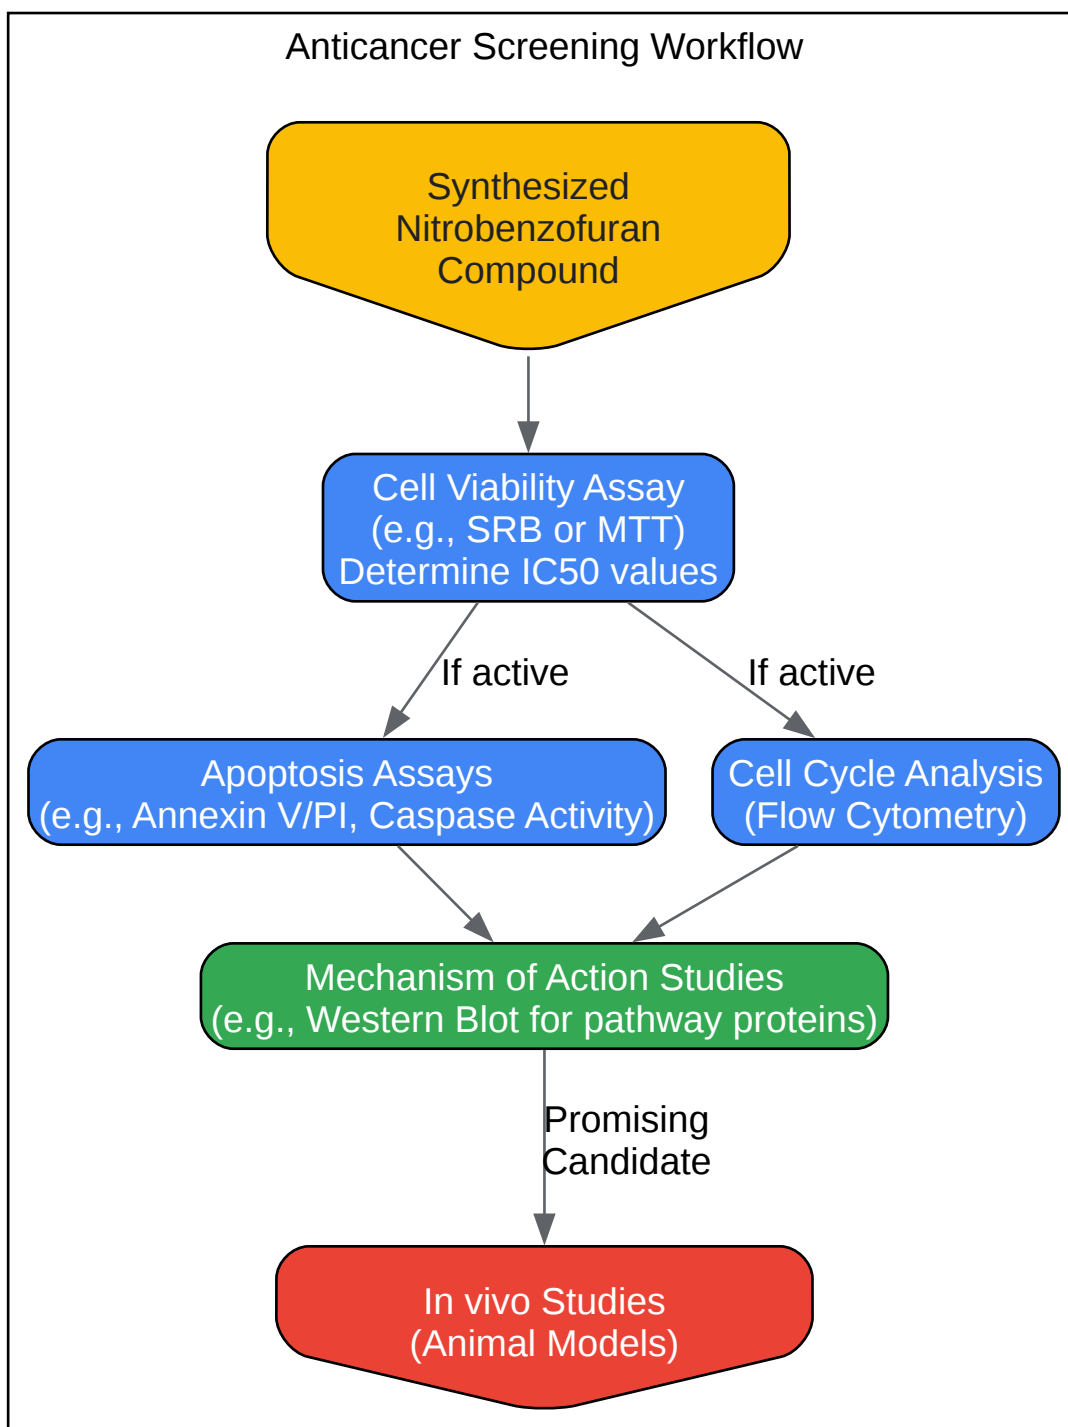 Anticancer Screening Workflow
Synthesized
Nitrobenzofuran
Compound
Cell Viability Assay
(e.g., SRB or MTT)
Determine IC50 values
If active
If active
Apoptosis Assays
(e.g., Annexin V/PI, Caspase Activity)
Cell Cycle Analysis
(Flow Cytometry)
Mechanism of Action Studies
(e.g., Western Blot for pathway proteins)
Promising
Candidate
In vivo Studies
(Animal Models)